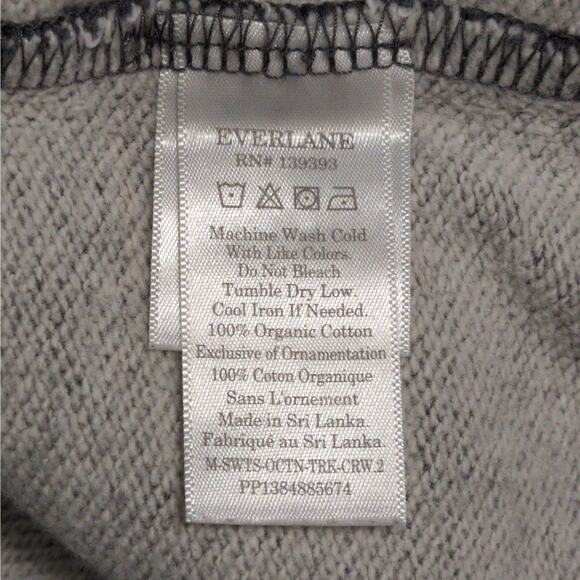 EVERLANE
RN# 139393
Machine Wash Cold
With Like Colors.
Do Not Bleach
Tumble Dry Low.
Cool Iron If Needed.
100% Organic Cotton
Exclusive of Ornamentation
100% Coton Organique
Sans L'ornement
Made in Sri Lanka.
Fabriqué au Sri Lanka.
M-SWTS-OCTN-TRK-CRW.2
PP1384885674